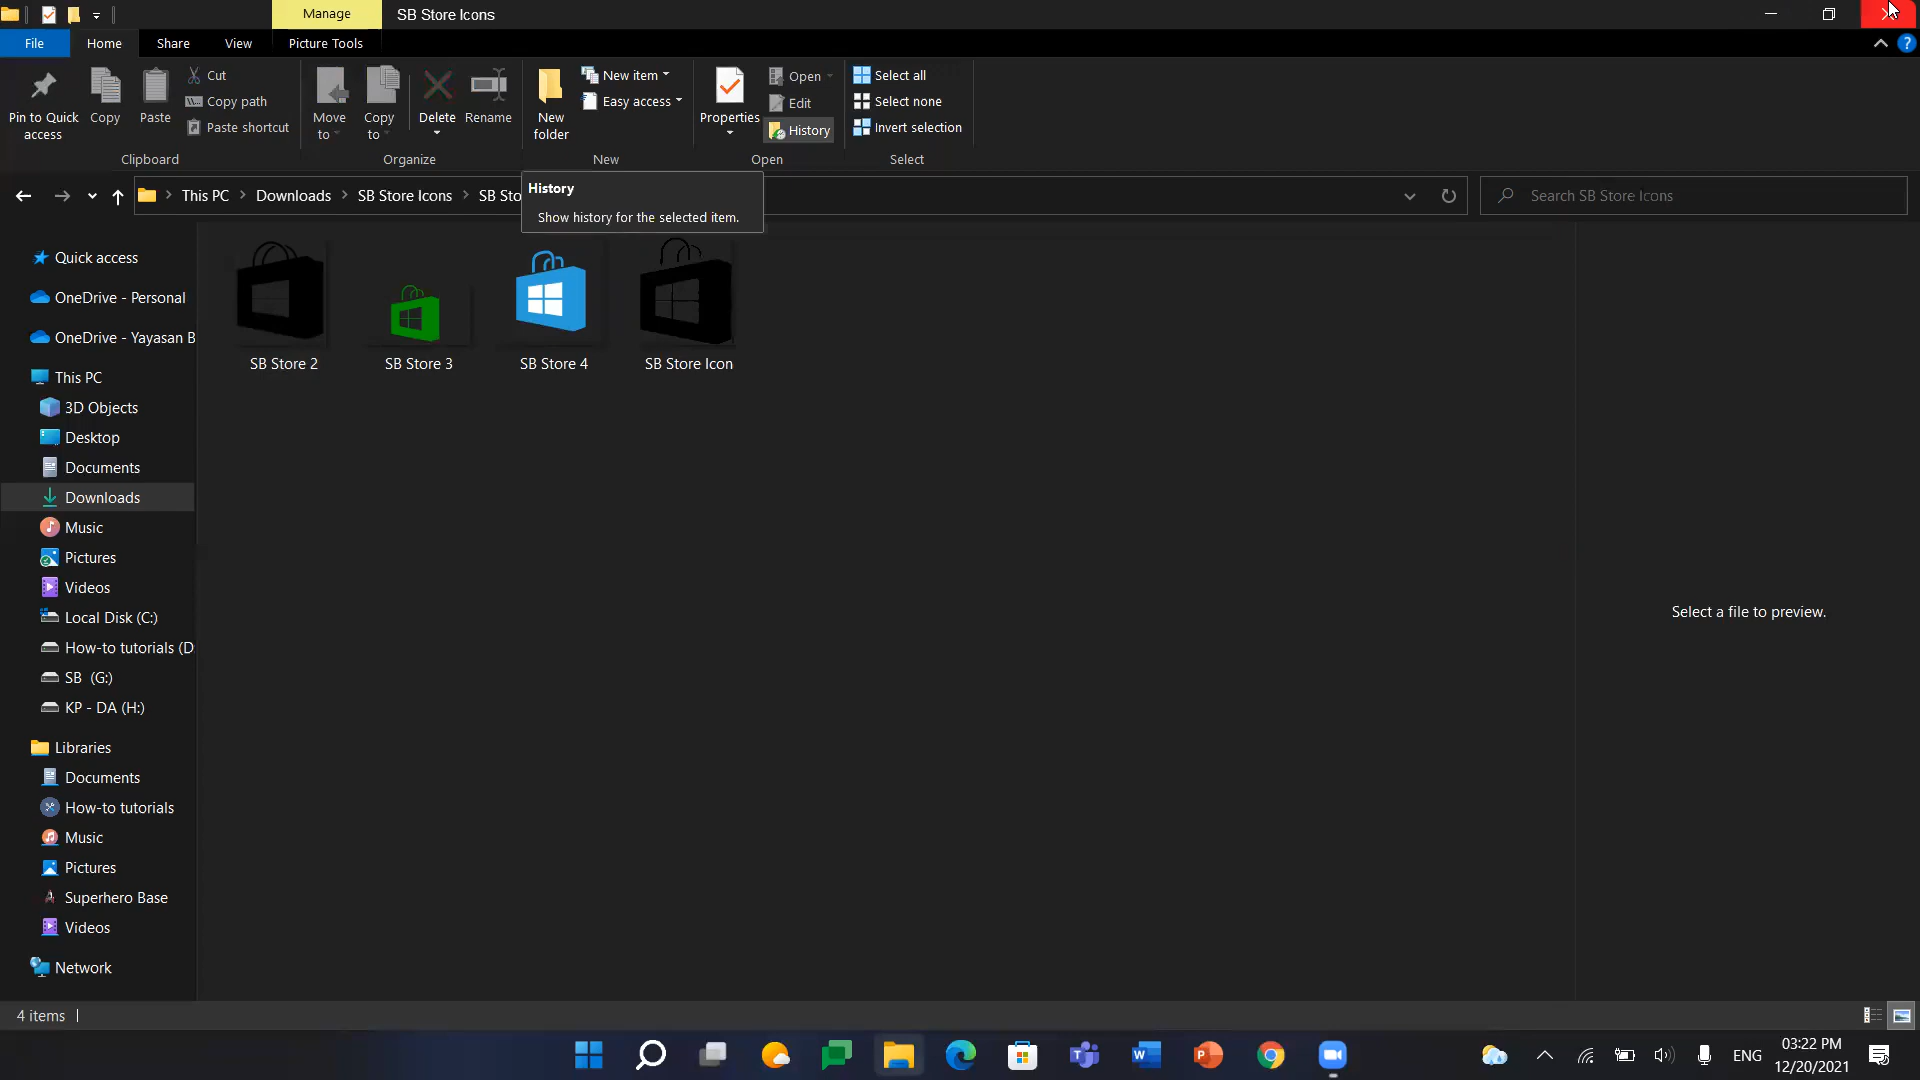 Manage
SB Store Icons
File
Home
Share
View
Picture Tools
Pin to Quick access
Copy
Paste
Cut
Copy path
Paste shortcut
Clipboard
Move to
Copy to
Delete
Rename
Organize
New folder
New item
Easy access
New
Properties
Open
Edit
History
Open
Select all
Select none
Invert selection
Select
This PC
Downloads
SB Store Icons
SB Sto
Search SB Store Icons
History
Show history for the selected item.
Quick access
OneDrive - Personal
OneDrive - Yayasan B
This PC
3D Objects
Desktop
Documents
Downloads
Music
Pictures
Videos
Local Disk (C:)
How-to tutorials (D
SB (G:)
KP - DA (H:)
Libraries
Documents
How-to tutorials
Music
Pictures
Superhero Base
Videos
Network
SB Store 2
SB Store 3
SB Store 4
SB Store Icon
Select a file to preview.
4 items
ENG
03:22 PM
12/20/2021